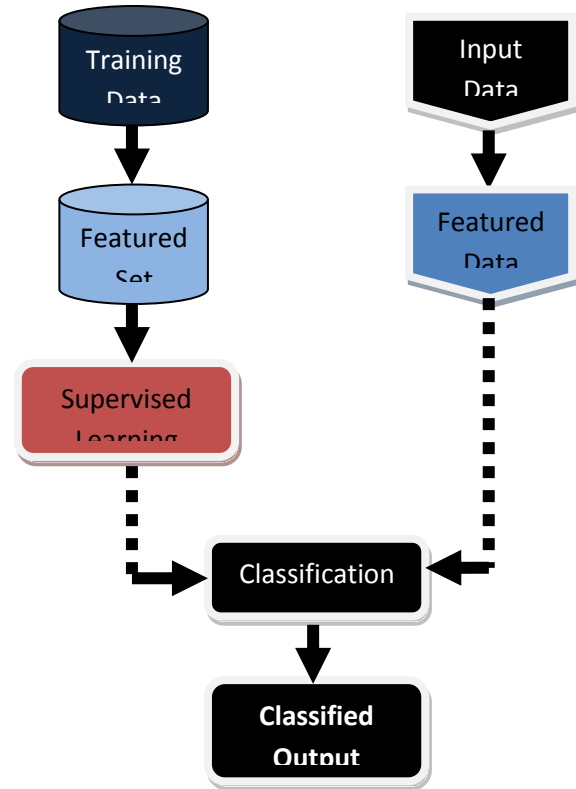 Training
Data
Input
Data
Featured
Set
Featured
Data
Supervised
Learning
Classification
Classified
Output